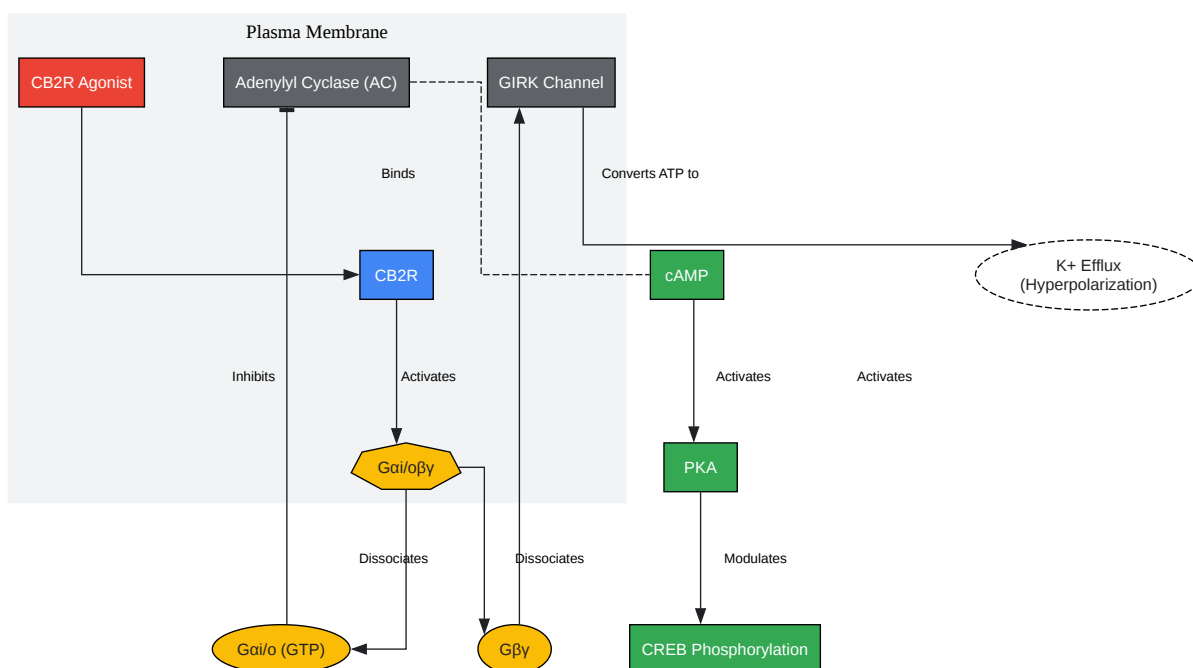 Plasma Membrane
CB2R Agonist
Adenylyl Cyclase (AC)
GIRK Channel
Binds
Converts ATP to
CB2R
cAMP
K+ Efflux
(Hyperpolarization)
Inhibits
Activates
Activates
Activates
Gαi/oβγ
PKA
Dissociates
Dissociates
Modulates
Gαi/o (GTP)
Gβγ
CREB Phosphorylation